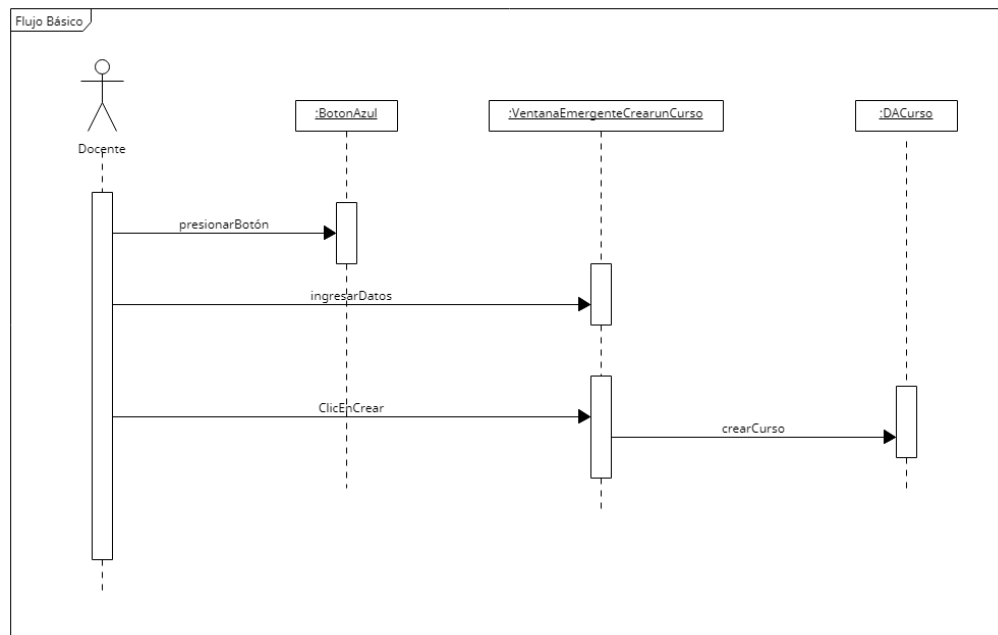 Flujo Básico
Docente
:BotonAzul
:VentanaEmergenteCrearunCurso
:DACurso
presionarBotón
ingresarDatos
ClicEnCrear
crearCurso